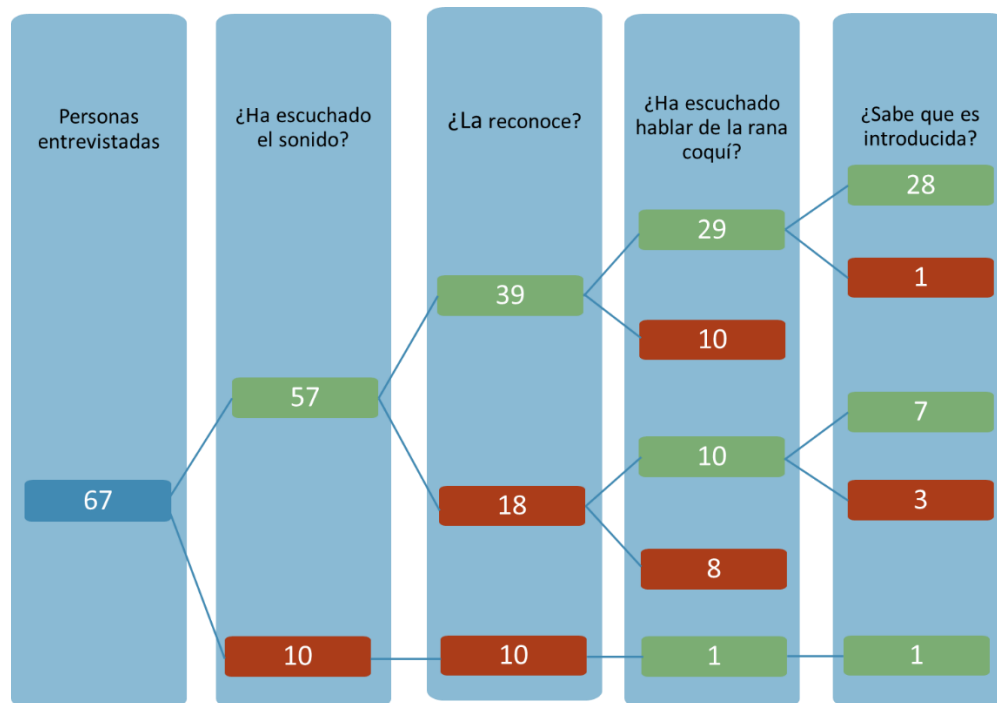 Personas
entrevistadas
¿Ha escuchado
el sonido?
¿La reconoce?
¿Ha escuchado
hablar de la rana
coquí?
¿Sabe que es
introducida?
28
29
1
39
10
57
7
10
67
18
3
8
10
10
1
1